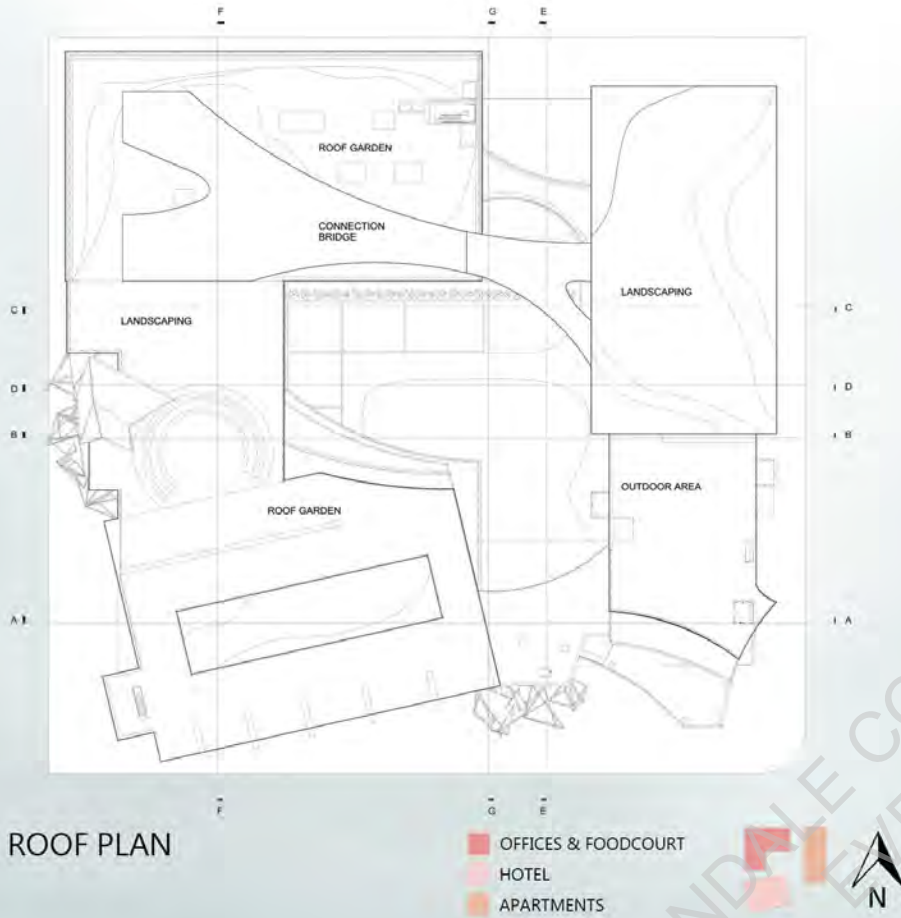 F
G
E
ROOF GARDEN
CONNECTION
BRIDGE
LANDSCAPING
C
C
LANDSCAPING
D
D
B
B
OUTDOOR AREA
ROOF GARDEN
A
A
F
G
E
ROOF PLAN
OFFICES & FOODCOURT
HOTEL
APARTMENTS
N